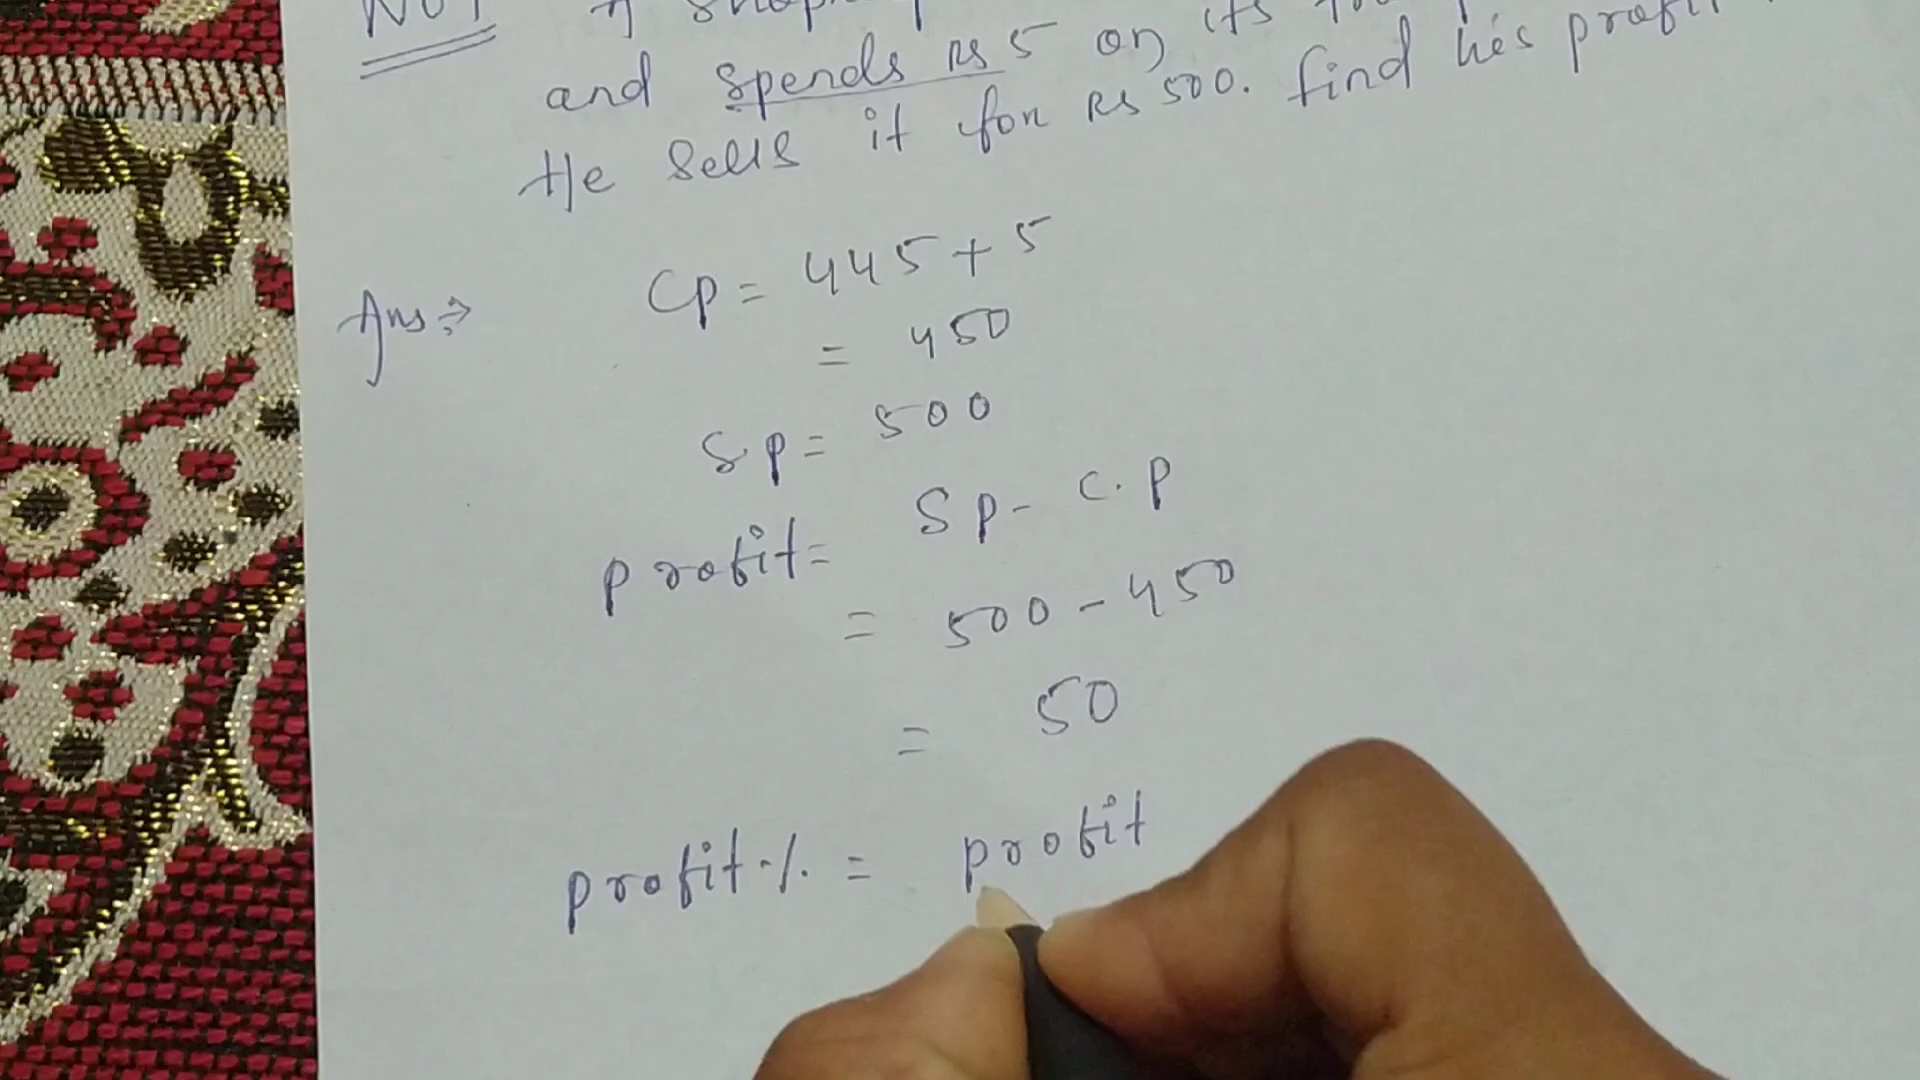 A
and spends Rs 5 on its
He sells it for Rs 500. find his profit
Ans:⇒ Cp = 445 + 5
= 450
Sp = 500
profit = Sp - C.P
= 500 - 450
= 50
profit % = profit